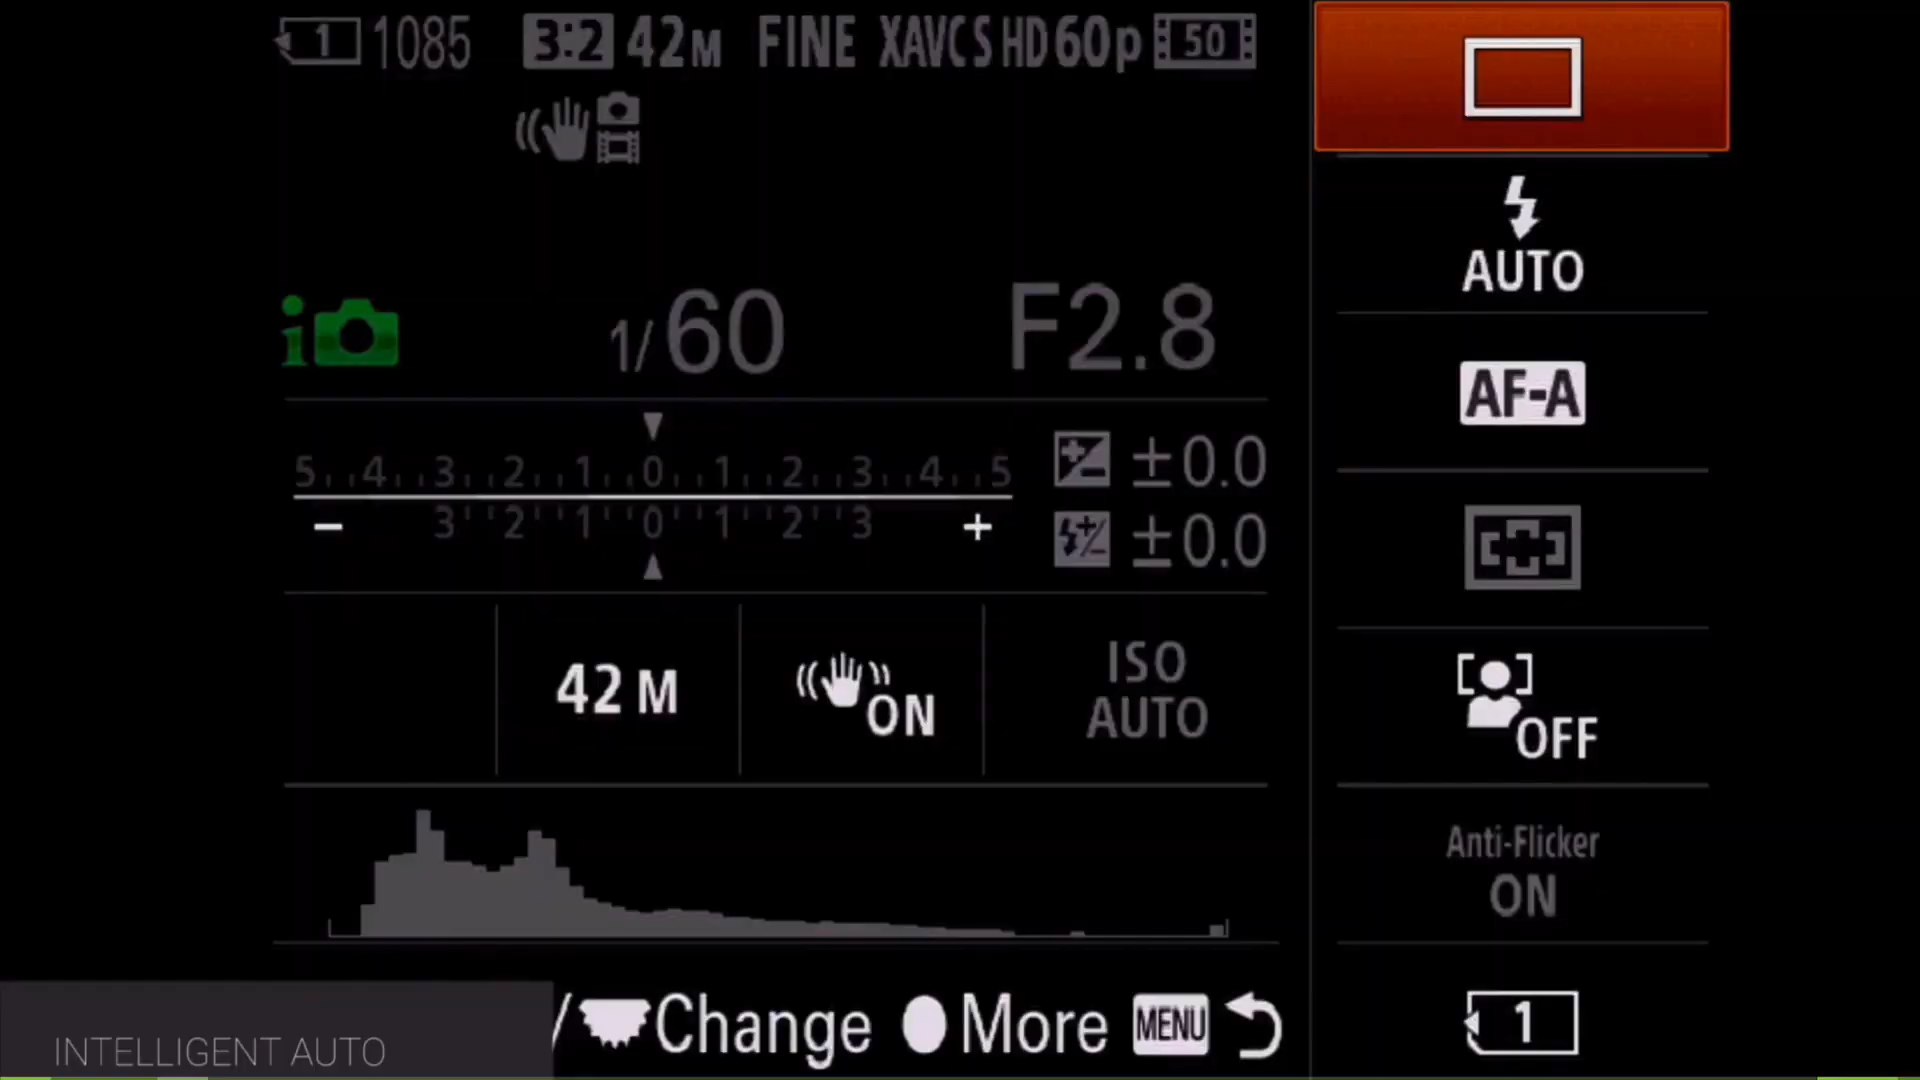 1 1085 3:2 42M FINE XAVC S HD 60p 50
AUTO
i 1/60 F2.8
AF-A
5 4 3 2 1 0 1 2 3 4 5 ±0.0
− 3 2 1 0 1 2 3 + ±0.0
42M ON ISO AUTO
OFF
Anti-Flicker
ON
/ Change More MENU
1
INTELLIGENT AUTO